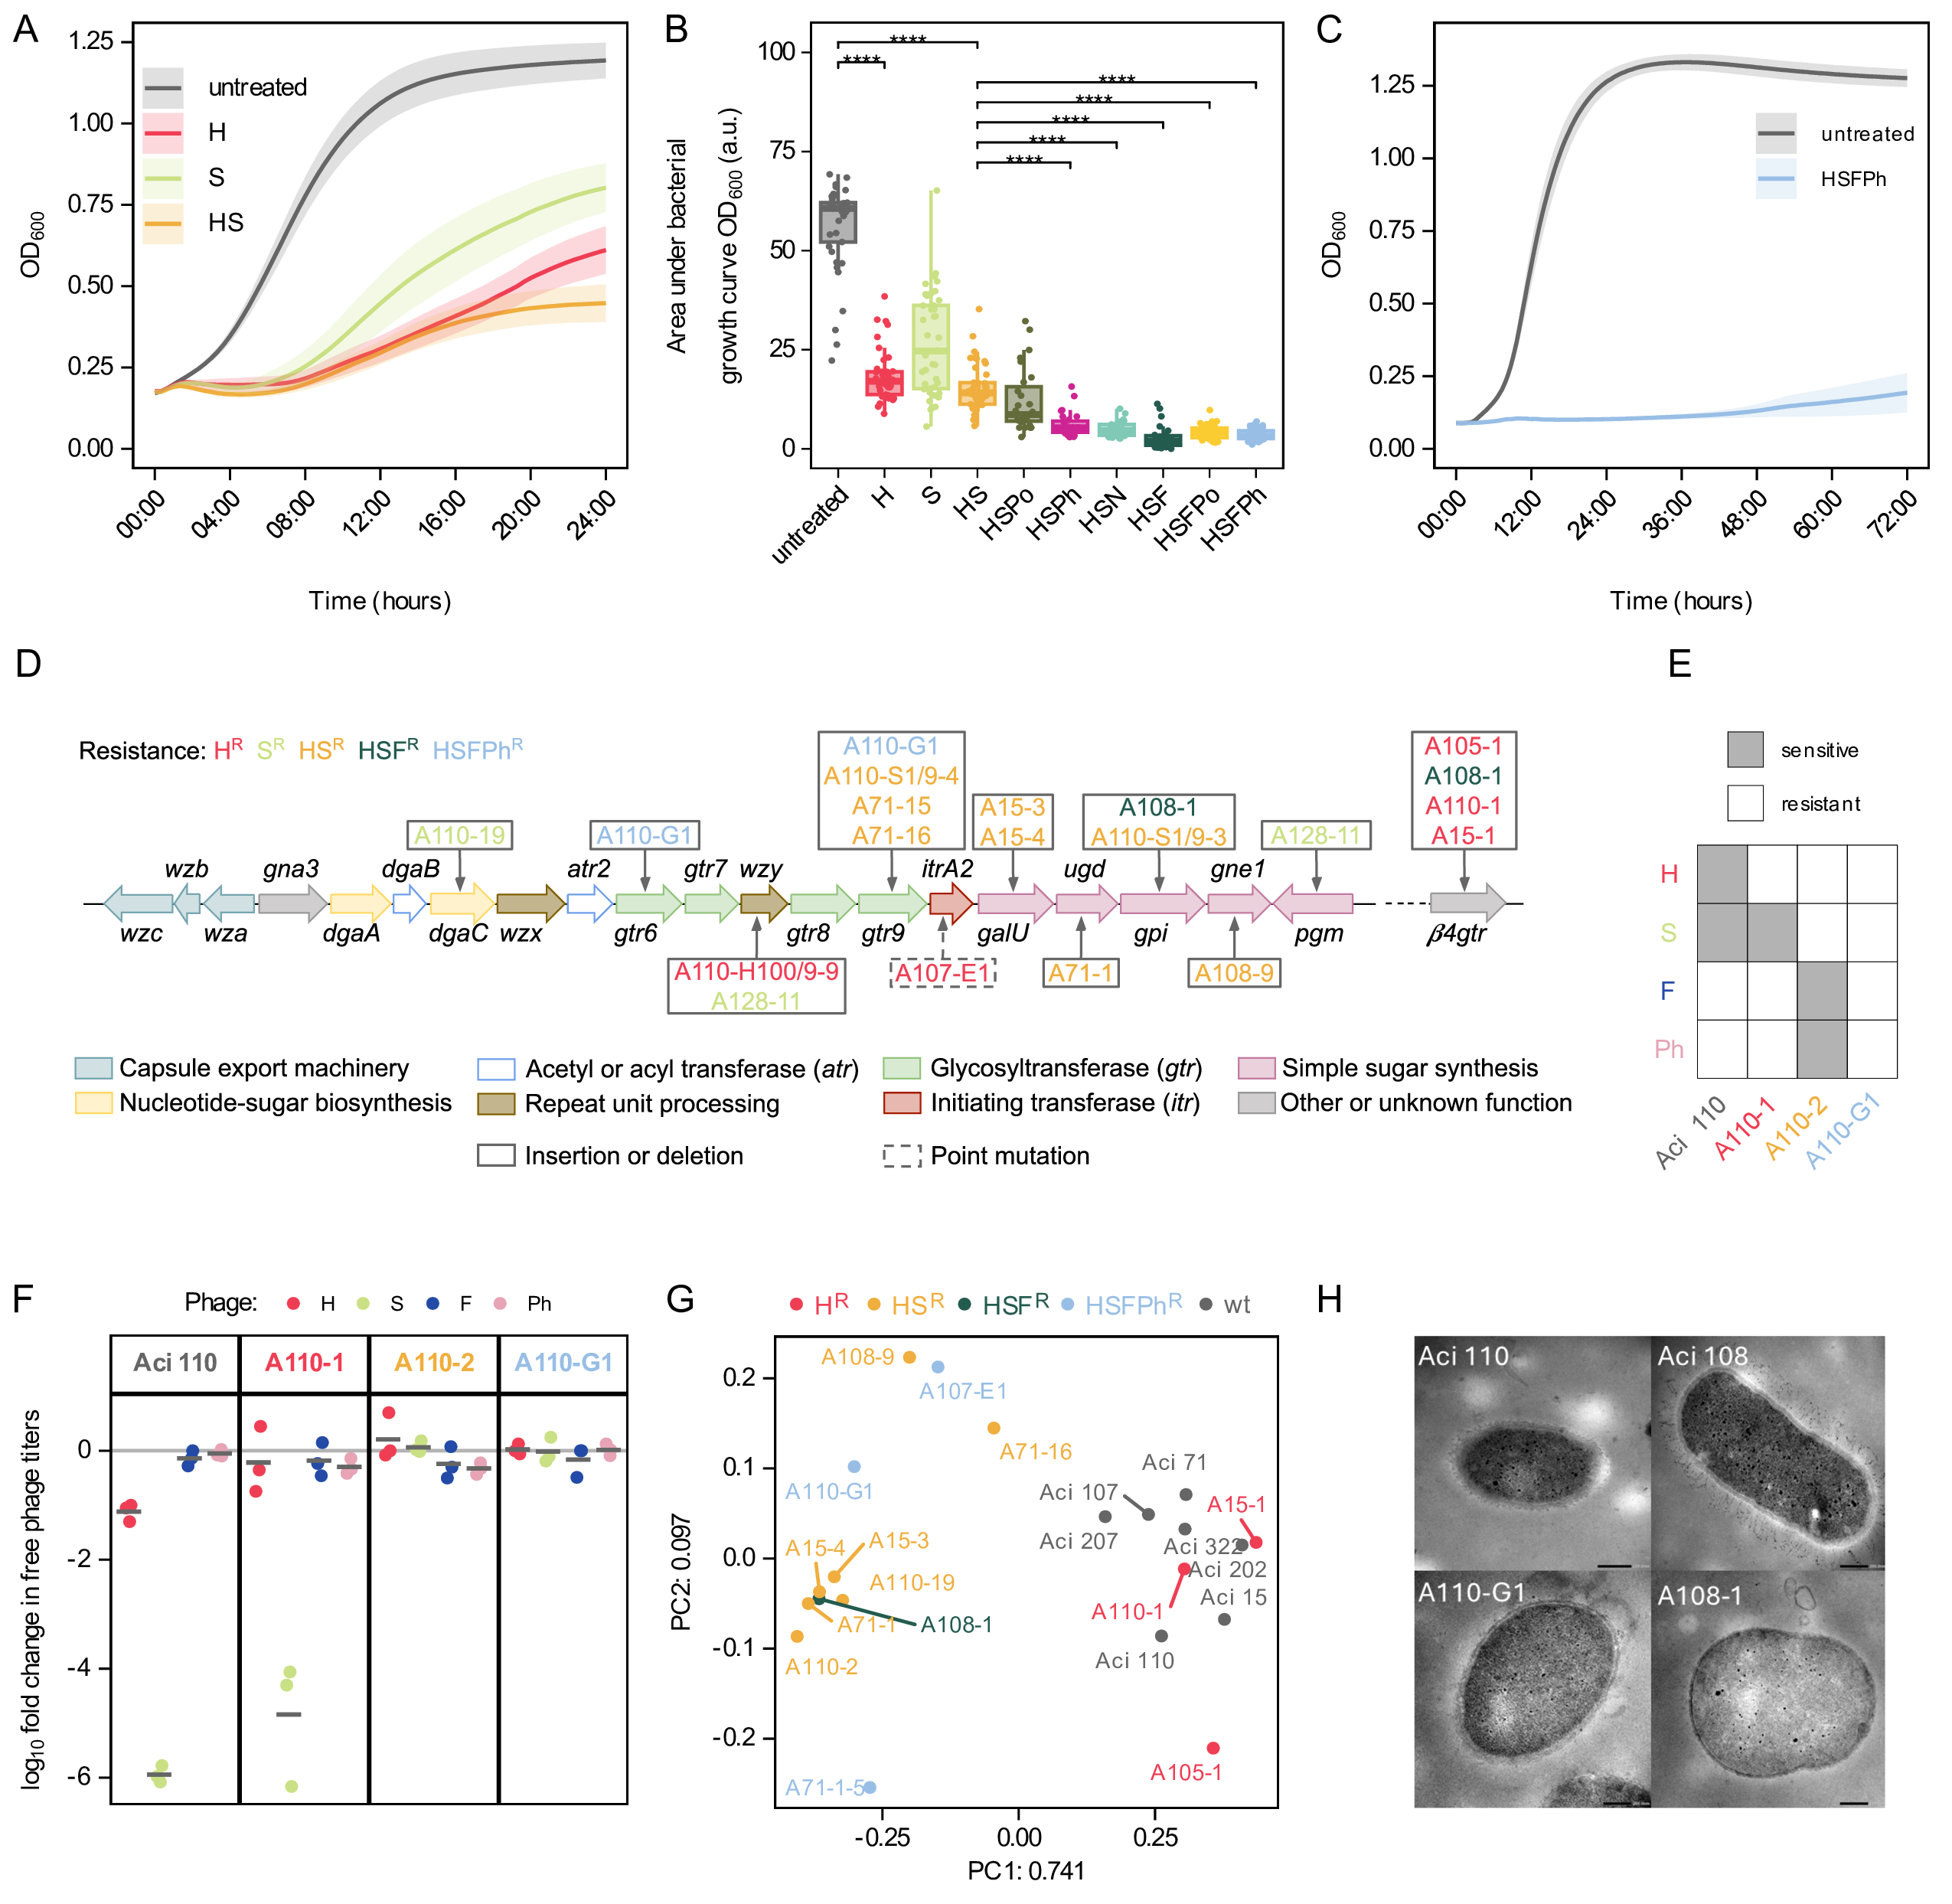 A
1.25
1.00
0.75
0.50
0.25
0.00
OD600
untreated
H
S
HS
00:00
04:00
08:00
12:00
16:00
20:00
24:00
Time (hours)
B
Area under bacterial
growth curve OD600 (a.u.)
100
75
50
25
0
****
****
****
****
****
****
****
untreated
H
S
HS
HSPo
HSPh
HSN
HSF
HSFPo
HSFPh
C
1.25
1.00
0.75
0.50
0.25
0.00
OD600
untreated
HSFPh
00:00
12:00
24:00
36:00
48:00
60:00
72:00
Time (hours)
D
Resistance: HR SR HSR HSFR HSFPhR
A110-19
A110-G1
A110-G1
A110-S1/9-4
A71-15
A71-16
A15-3
A15-4
A108-1
A110-S1/9-3
A128-11
A105-1
A108-1
A110-1
A15-1
wzb
gna3
dgaB
atr2
gtr7
wzy
itrA2
ugd
gne1
wzc
wza
dgaA
dgaC
wzx
gtr6
gtr8
gtr9
galU
gpi
pgm
β4gtr
A110-H100/9-9
A128-11
A107-E1
A71-1
A108-9
Capsule export machinery
Acetyl or acyl transferase (atr)
Glycosyltransferase (gtr)
Simple sugar synthesis
Nucleotide-sugar biosynthesis
Repeat unit processing
Initiating transferase (itr)
Other or unknown function
Insertion or deletion
Point mutation
E
sensitive
resistant
H
S
F
Ph
Aci 110
A110-1
A110-2
A110-G1
F
Phage: H S F Ph
Aci 110
A110-1
A110-2
A110-G1
log10 fold change in free phage titers
0
-2
-4
-6
G
HR HSR HSFR HSFPhR wt
PC2: 0.097
0.2
0.1
0.0
-0.1
-0.2
A108-9
A107-E1
A71-16
A110-G1
Aci 71
Aci 107
Aci 207
A15-1
Aci 322
Aci 202
Aci 15
A15-4
A15-3
A110-19
A71-1
A108-1
A110-2
A110-1
Aci 110
A105-1
A71-1-5
-0.25
0.00
0.25
PC1: 0.741
H
Aci 110
Aci 108
A110-G1
A108-1